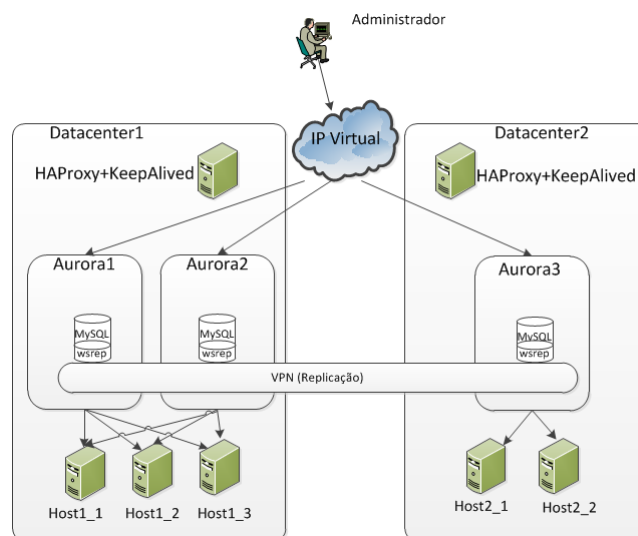 Administrador
IP Virtual
Datacenter1
HAProxy+KeepAlived
Datacenter2
HAProxy+KeepAlived
Aurora1
MySQL
wsrep
Aurora2
MySQL
wsrep
Aurora3
MySQL
wsrep
VPN (Replicação)
Host1_1
Host1_2
Host1_3
Host2_1
Host2_2